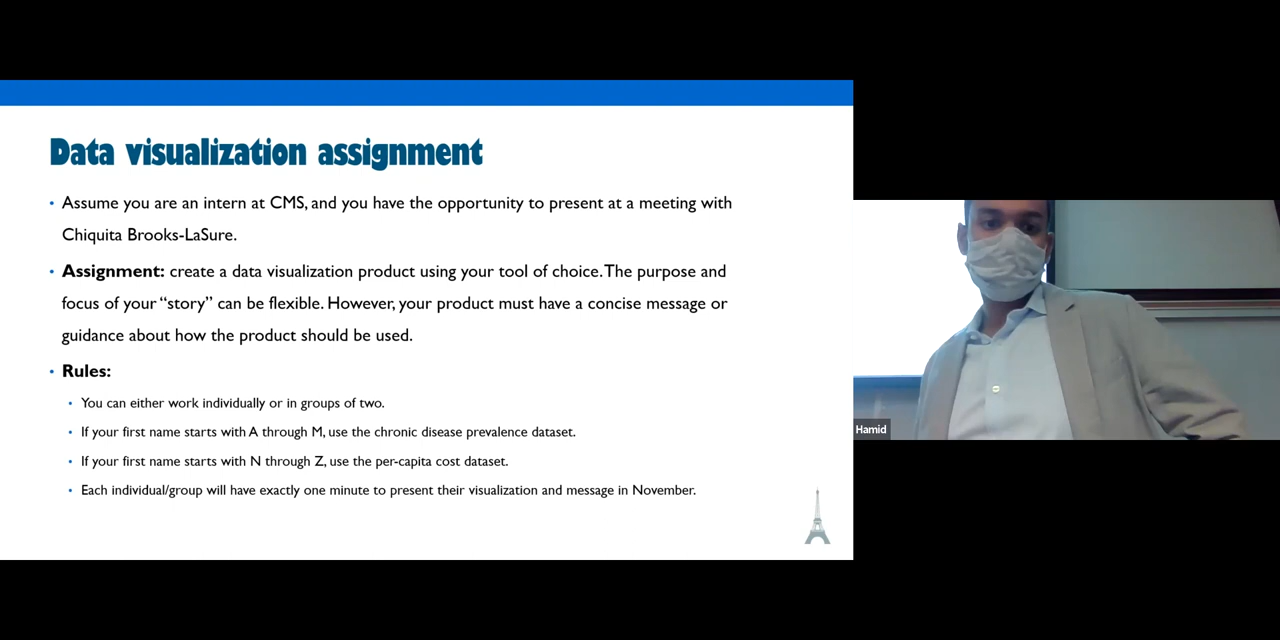 Data visualization assignment
• Assume you are an intern at CMS, and you have the opportunity to present at a meeting with
Chiquita Brooks-LaSure.
• Assignment: create a data visualization product using your tool of choice. The purpose and
focus of your “story” can be flexible. However, your product must have a concise message or
guidance about how the product should be used.
• Rules:
• You can either work individually or in groups of two.
• If your first name starts with A through M, use the chronic disease prevalence dataset.
• If your first name starts with N through Z, use the per-capita cost dataset.
• Each individual/group will have exactly one minute to present their visualization and message in November.
Hamid